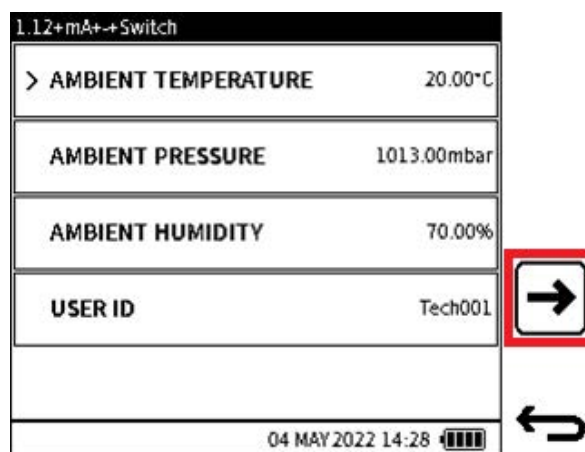 1.12+mA+-+Switch
> AMBIENT TEMPERATURE 20.00°C
AMBIENT PRESSURE 1013.00mbar
AMBIENT HUMIDITY 70.00%
USER ID Tech001
04 MAY 2022 14:28